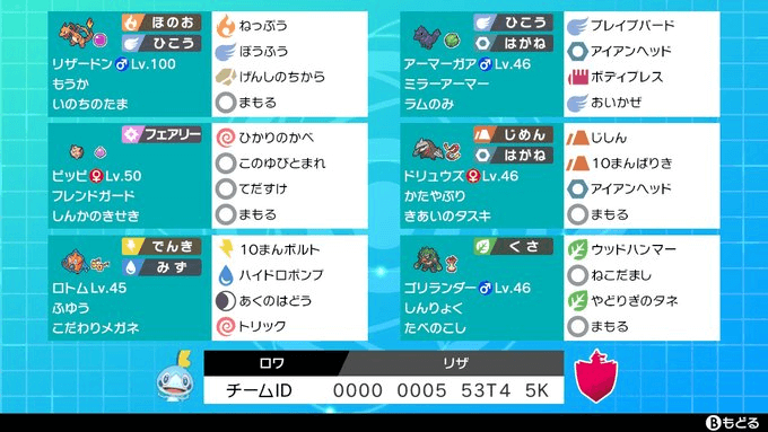 リザードン♂Lv.100
ほのお
ひこう
もうか
いのちのたま
ねっぷう
ぼうふう
げんしのちから
まもる
アーマーガア♂Lv.46
ひこう
はがね
ミラーアーマー
ラムのみ
ブレイブバード
アイアンヘッド
ボディプレス
おいかぜ
ピッピ♀Lv.50
フェアリー
フレンドガード
しんかのきせき
ひかりのかべ
このゆびとまれ
てだすけ
まもる
ドリュウズ♀Lv.46
じめん
はがね
かたやぶり
きあいのタスキ
じしん
10まんばりき
アイアンヘッド
まもる
ロトムLv.45
でんき
みず
ふゆう
こだわりメガネ
10まんボルト
ハイドロポンプ
あくのはどう
トリック
ゴリランダー♂Lv.46
くさ
しんりょく
たべのこし
ウッドハンマー
ねこだまし
やどりぎのタネ
まもる
ロワ リザ
チームID 0000 0005 53T4 5K
Bもどる